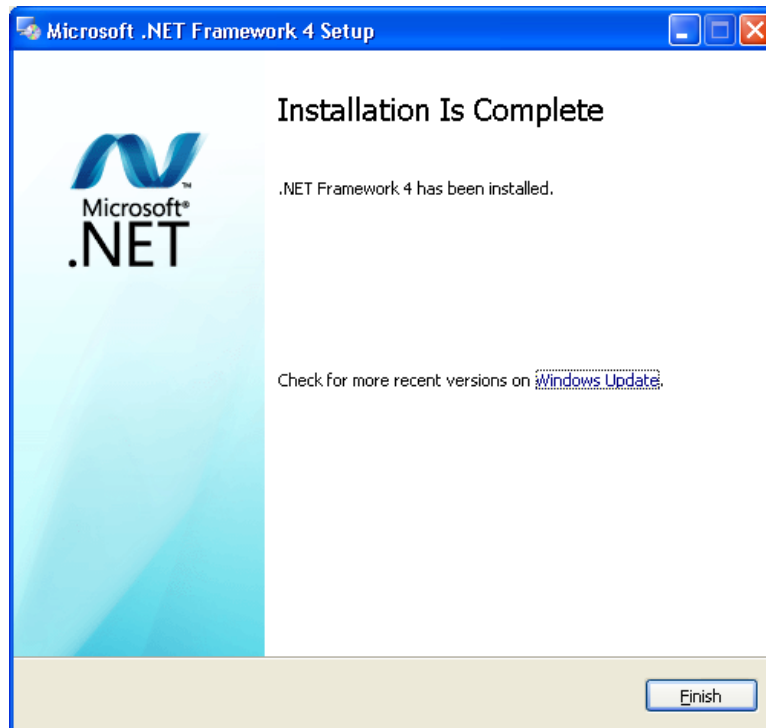 Microsoft .NET Framework 4 Setup
Installation Is Complete
Microsoft®
.NET
™
.NET Framework 4 has been installed.
Check for more recent versions on Windows Update.
Finish